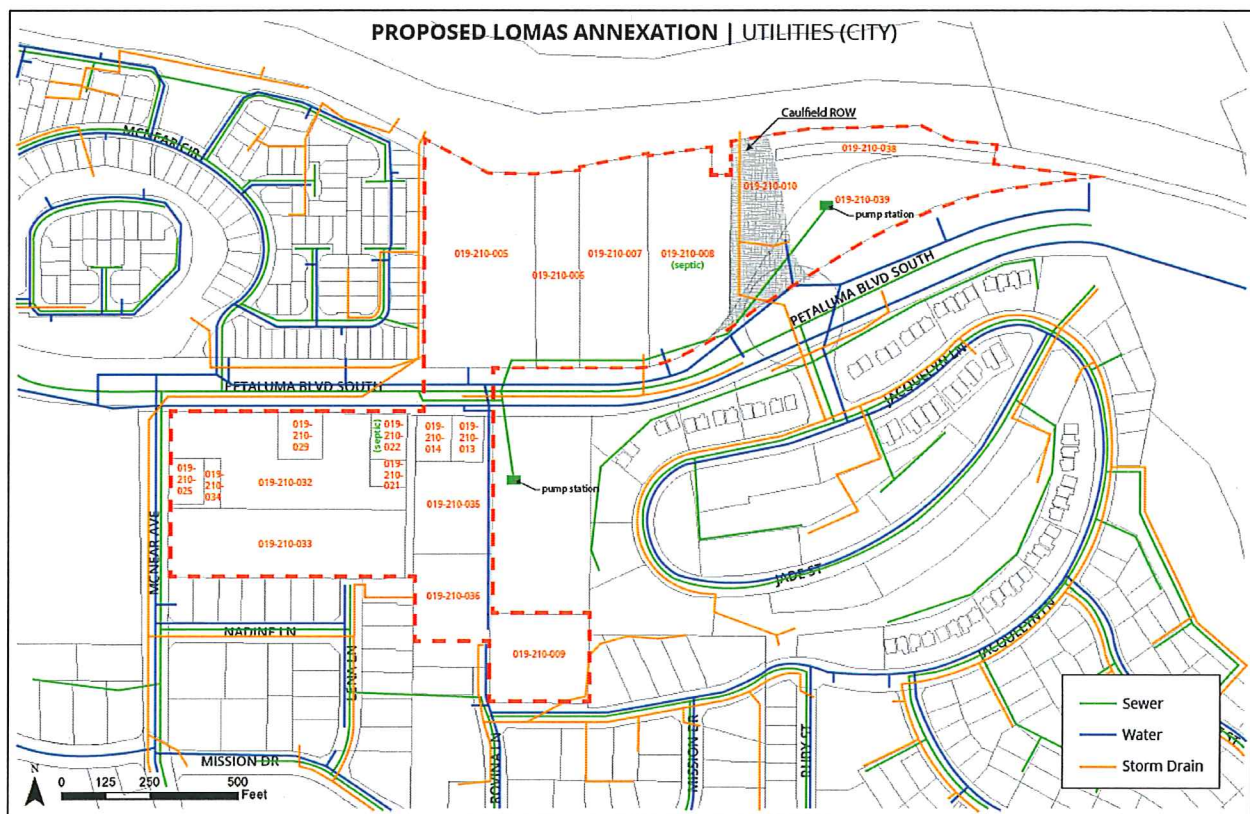 PROPOSED LOMAS ANNEXATION | UTILITIES (CITY)
Caulfield ROW
MCNEAR CIR
019-210-038
019-210-010
019-210-039
pump station
019-210-005
019-210-006
019-210-007
019-210-008
(septic)
PETALUMA BLVD SOUTH
PETALUMA BLVD SOUTH
JACQUELYN LN
019-
210-
029
(septic)
019-
210-
022
019-
210-
021
019-
210-
014
019-
210-
013
019-
210-
025
019-
210-
034
019-210-032
pump station
019-210-035
019-210-033
MCNEAR AVE
JADE ST
019-210-036
NADINE LN
LENA LN
019-210-009
JACQUELYN LN
ROVINA LN
MISSION DR
RUBY ST
MISSION DR
ST
Sewer
Water
Storm Drain
N
0 125 250 500
Feet